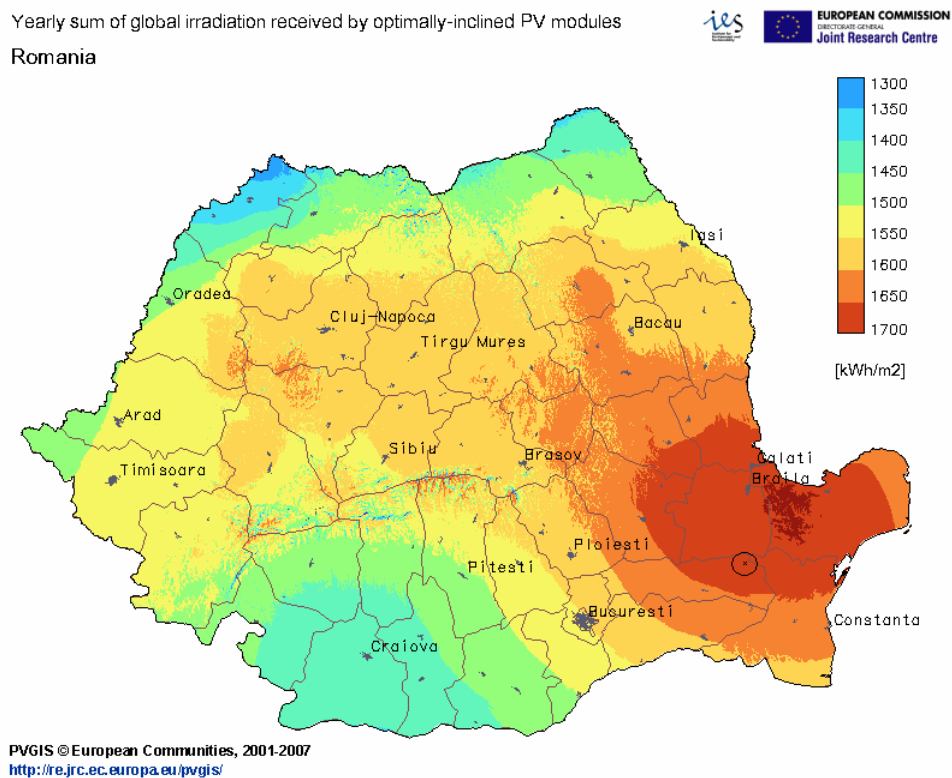 Yearly sum of global irradiation received by optimally-inclined PV modules
Romania
ies
EUROPEAN COMMISSION
DIRECTORATE-GENERAL
Joint Research Centre
1300
1350
1400
1450
1500
1550
1600
1650
1700
[kWh/m2]
Iasi
Oradea
Cluj-Napoca
Bacau
Tirgu Mures
Arad
Sibiu
Brasov
Galati
Timisoara
Braila
Ploiesti
Pitesti
Bucuresti
Constanta
Craiova
PVGIS © European Communities, 2001-2007
http://re.jrc.ec.europa.eu/pvgis/